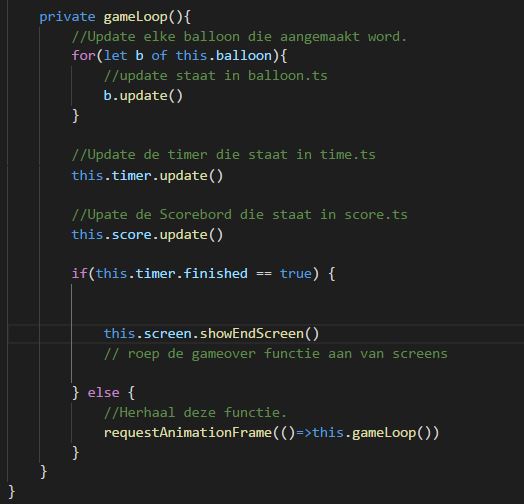 private gameLoop(){
//Update elke balloon die aangemaakt word.
for(let b of this.balloon){
//update staat in balloon.ts
b.update()
}
//Update de timer die staat in time.ts
this.timer.update()
//Upate de Scorebord die staat in score.ts
this.score.update()
if(this.timer.finished == true) {
this.screen.showEndScreen()
// roep de gameover functie aan van screens
} else {
//Herhaal deze functie.
requestAnimationFrame(()=>this.gameLoop())
}
}
}